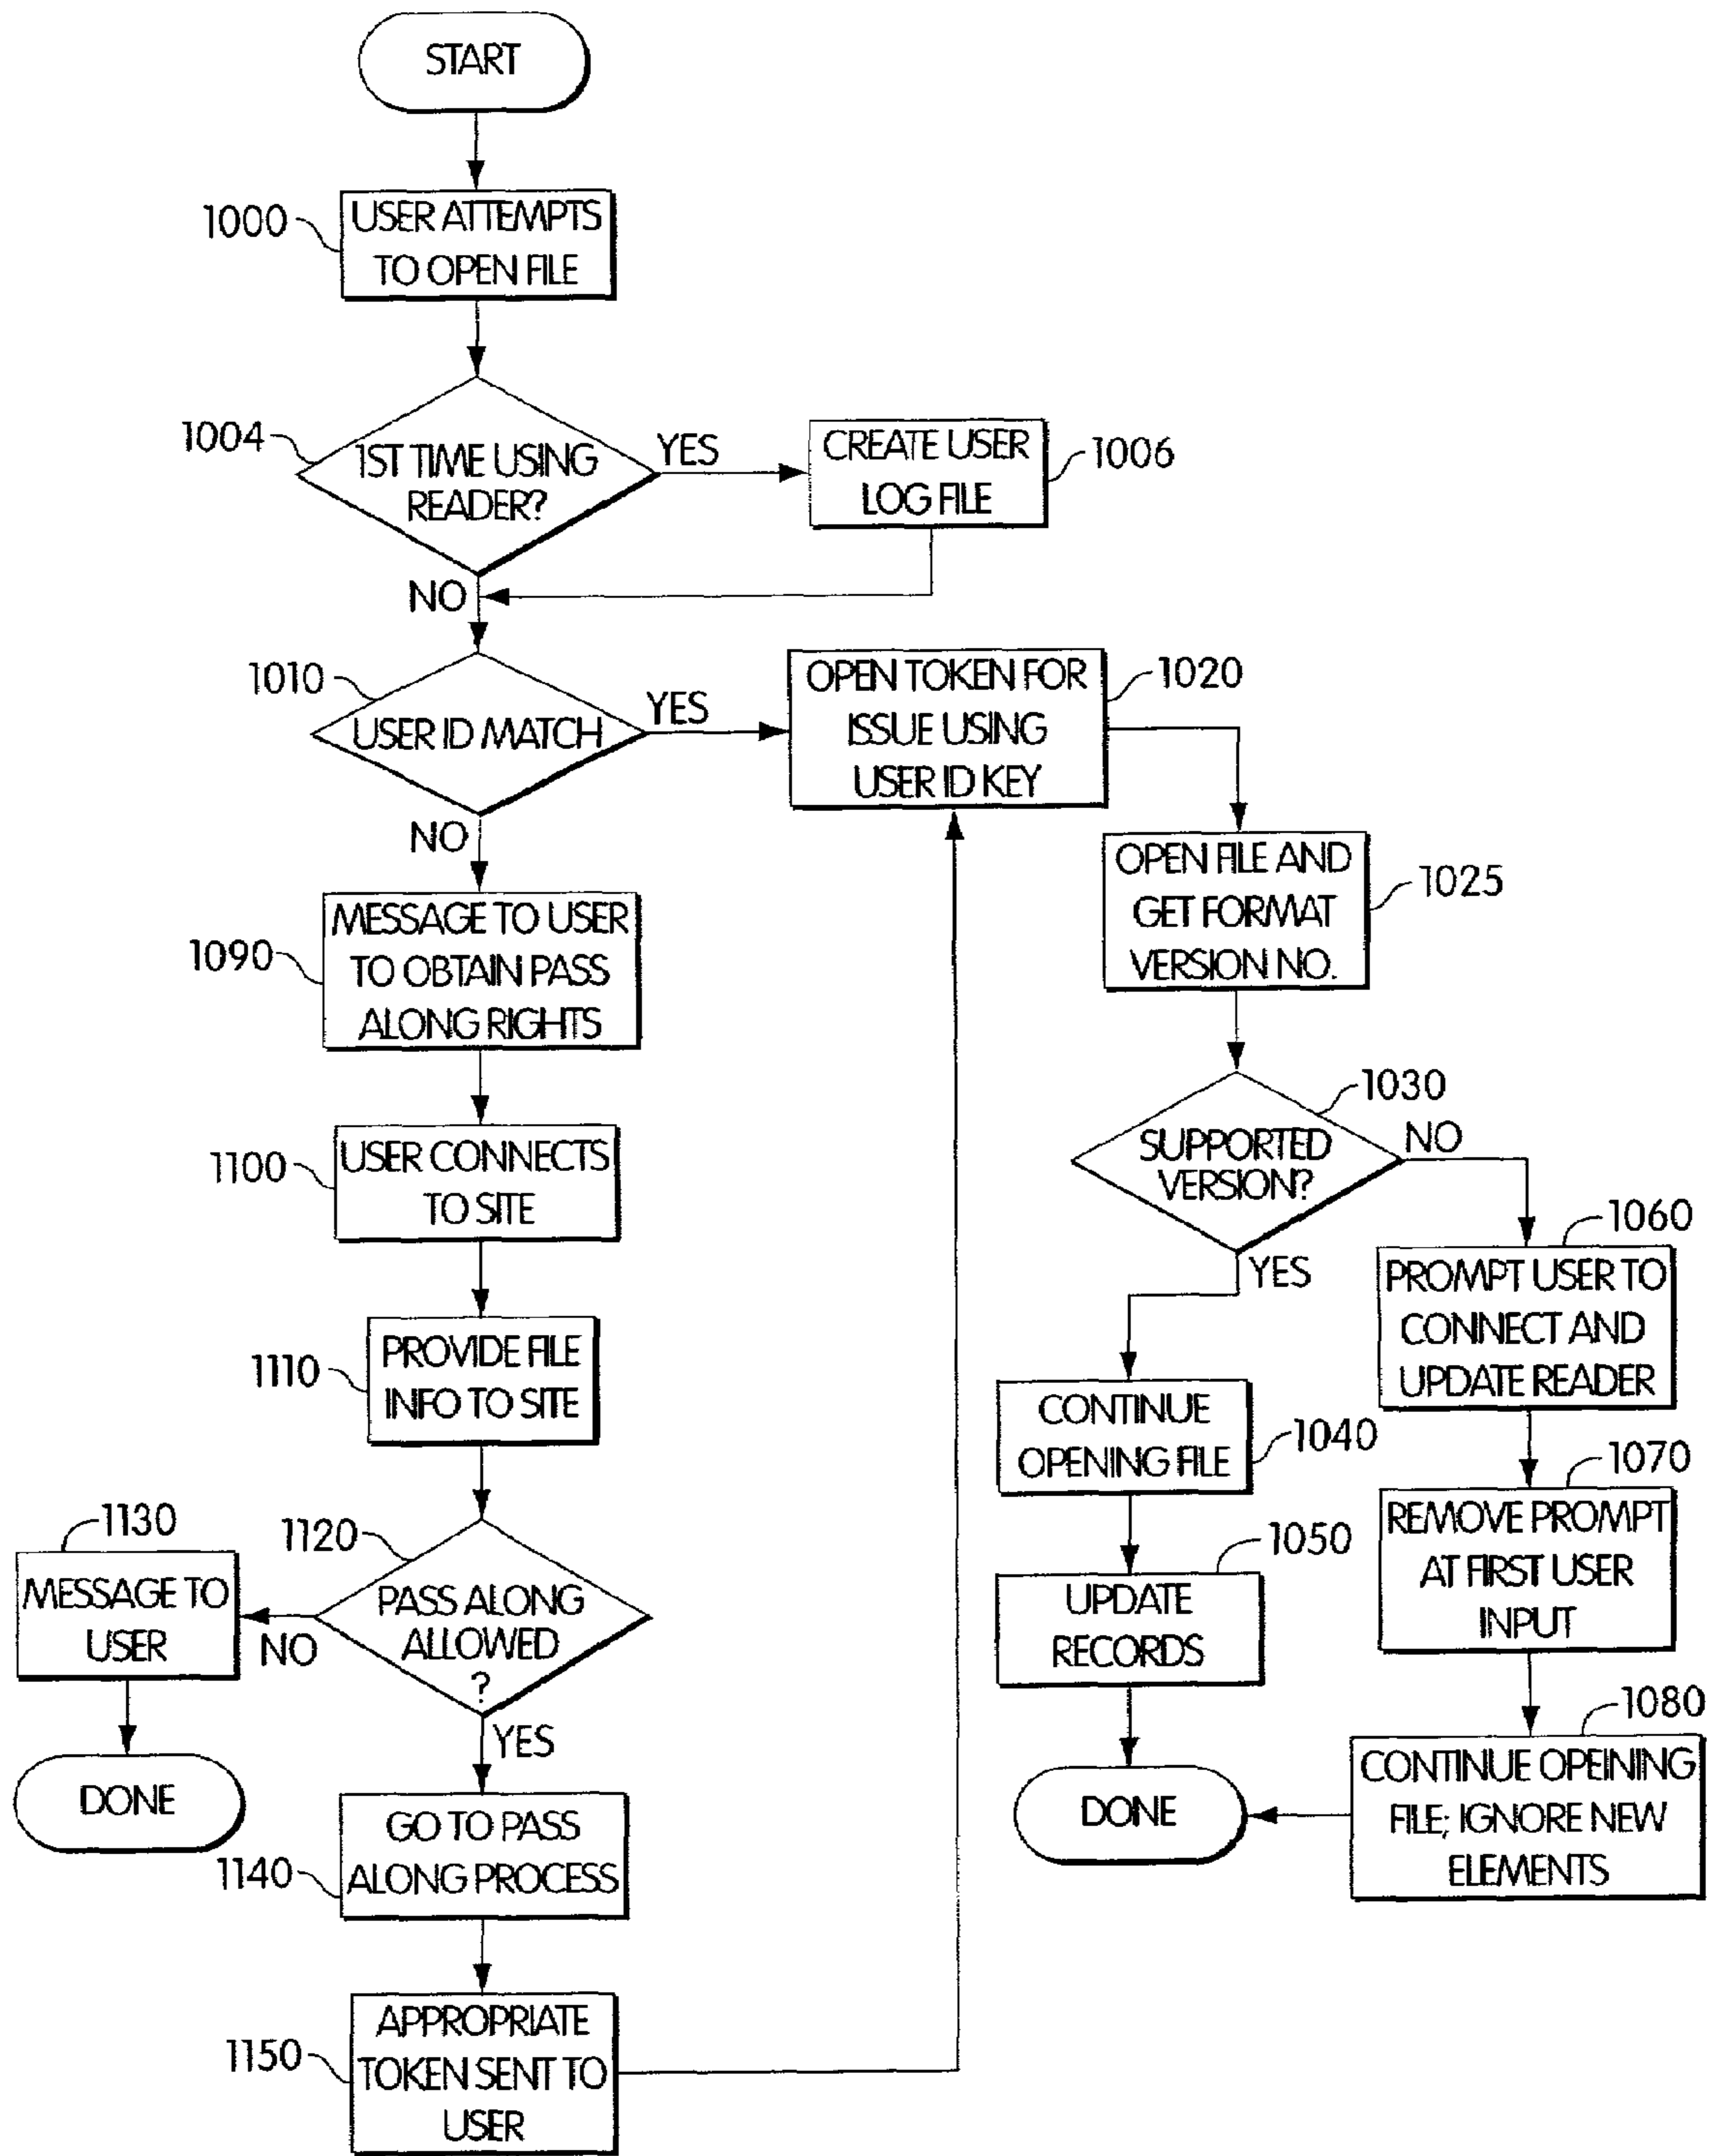 START
1000
USER ATTEMPTS
TO OPEN FILE
1004
1ST TIME USING
READER?
YES
CREATE USER
LOG FILE
1006
NO
1010
USER ID MATCH
YES
OPEN TOKEN FOR
ISSUE USING
USER ID KEY
1020
NO
OPEN FILE AND
GET FORMAT
VERSION NO.
1025
1090
MESSAGE TO USER
TO OBTAIN PASS
ALONG RIGHTS
1030
SUPPORTED
VERSION?
NO
YES
1100
USER CONNECTS
TO SITE
1060
PROMPT USER TO
CONNECT AND
UPDATE READER
1110
PROVIDE FILE
INFO TO SITE
CONTINUE
OPENING FILE
1040
1070
REMOVE PROMPT
AT FIRST USER
INPUT
1130
MESSAGE TO
USER
NO
1120
PASS ALONG
ALLOWED
?
YES
1050
UPDATE
RECORDS
1080
CONTINUE OPEINING
FILE; IGNORE NEW
ELEMENTS
DONE
DONE
1140
GO TO PASS
ALONG PROCESS
1150
APPROPRIATE
TOKEN SENT TO
USER